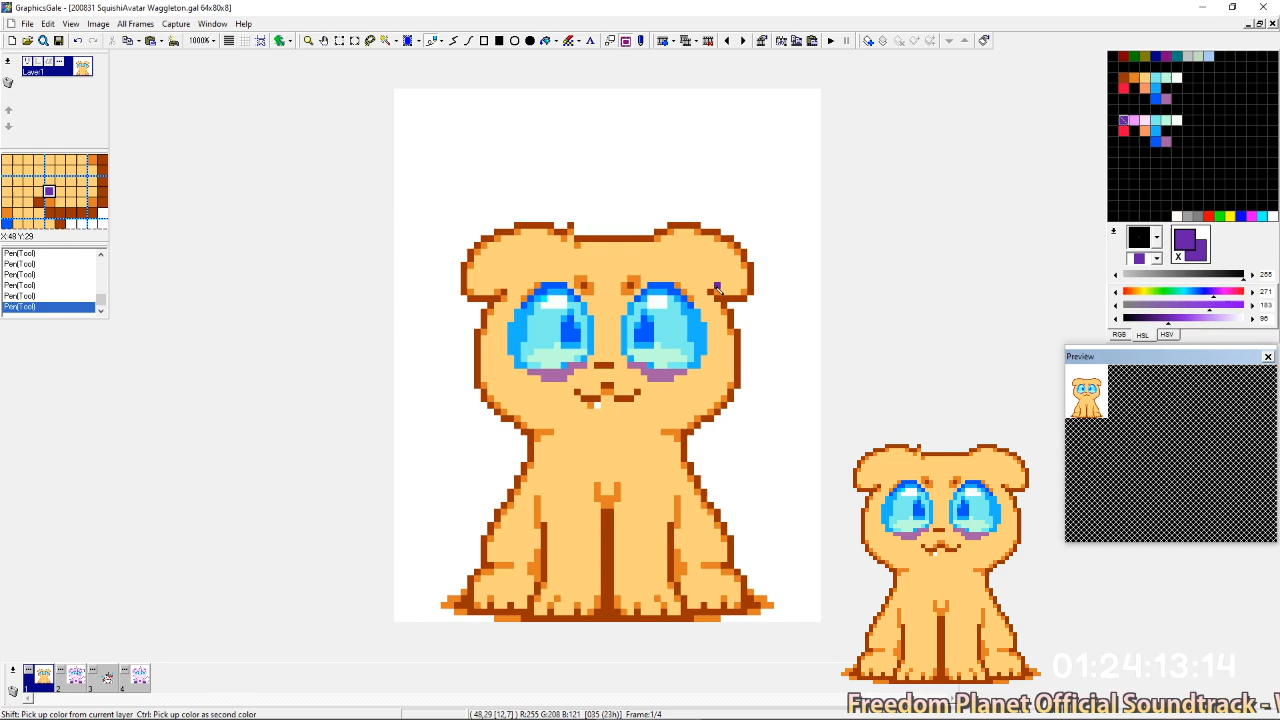 GraphicsGale - [200831 SquishiAvatar Waggleton.gal 64x80x8]
File Edit View Image All Frames Capture Window Help
1000%
Layer1
X:48 Y:29
Pen(Tool)
Pen(Tool)
Pen(Tool)
Pen(Tool)
Pen(Tool)
Pen(Tool)
255
271
183
96
RGB HSL HSV
Preview
X
1 2 3 4
01:24:13:14
Freedom Planet Official Soundtrack -
Shift: Pick up color from current layer Ctrl: Pick up color as second color
( 48,29 [12,7] ) R:255 G:208 B:121 [035 (23h)] Frame:1/4